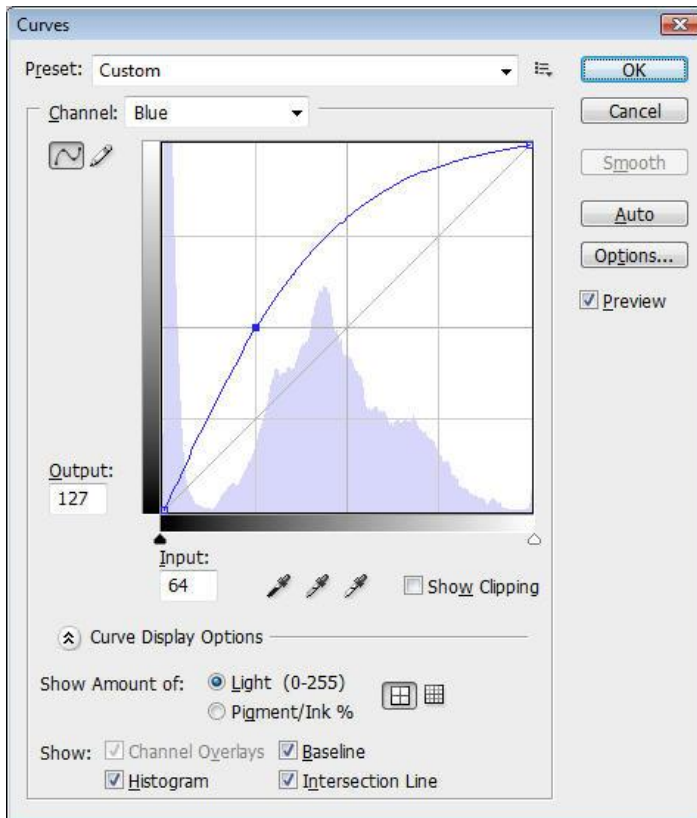 Curves
Preset: Custom
OK
Channel: Blue
Cancel
Smooth
Auto
Options...
Preview
Output:
127
Input:
64
Show Clipping
Curve Display Options
Show Amount of: Light (0-255)
Pigment/Ink %
Show: Channel Overlays Baseline
Histogram Intersection Line